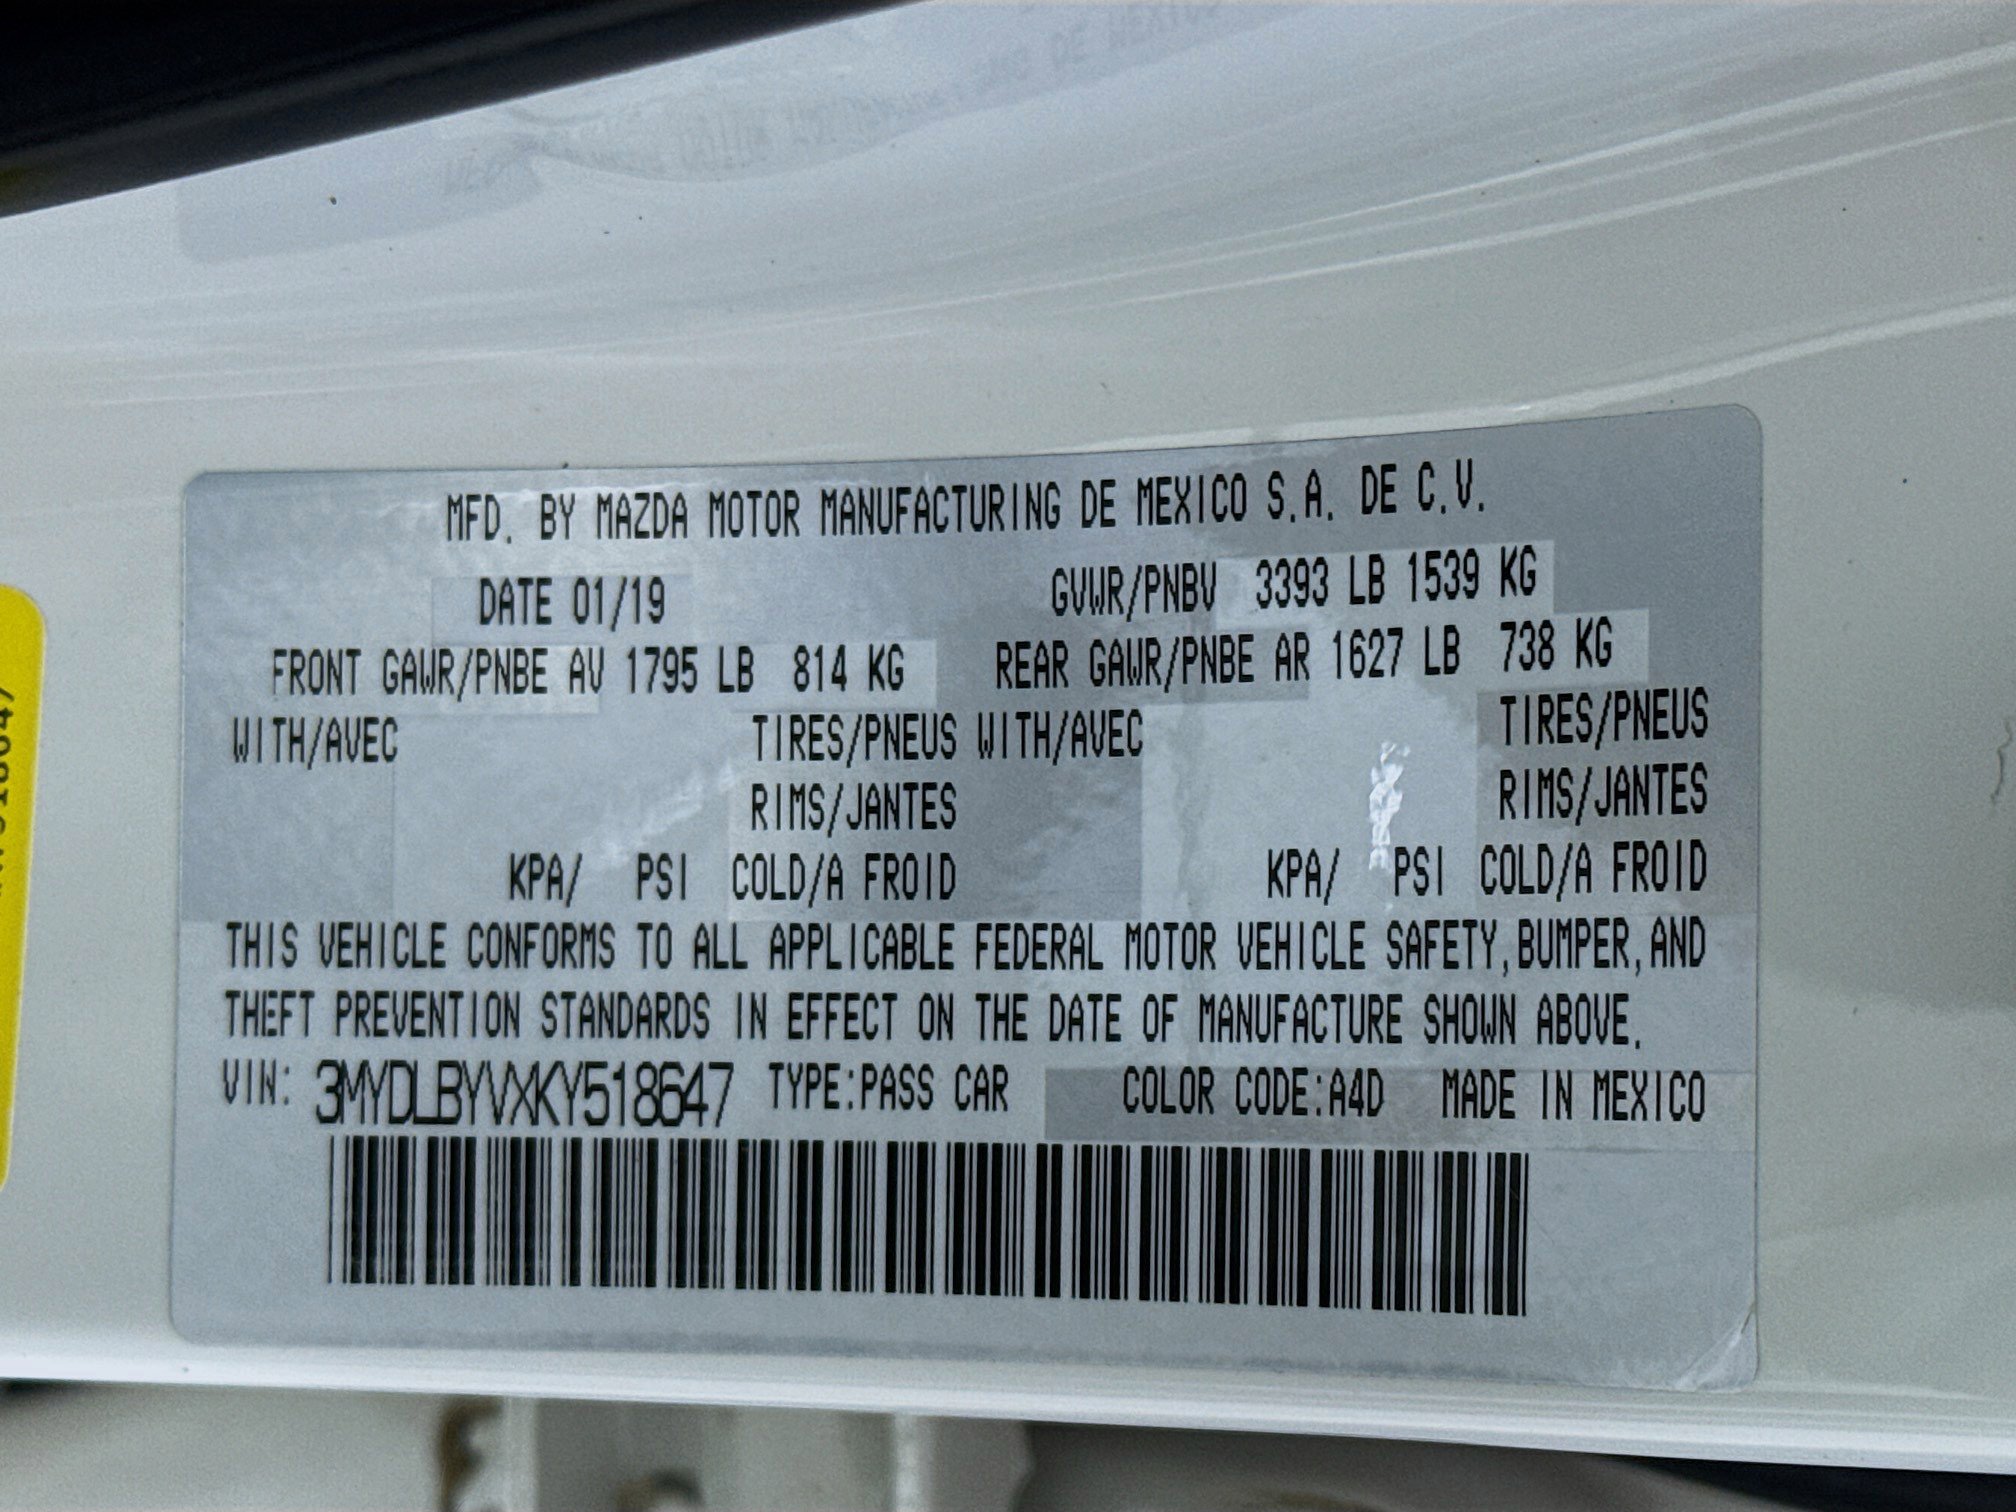 MFD. BY MAZDA MOTOR MANUFACTURING DE MEXICO S.A. DE C.V.
DATE 01/19 GVWR/PNBV 3393 LB 1539 KG
FRONT GAWR/PNBE AV 1795 LB 814 KG REAR GAWR/PNBE AR 1627 LB 738 KG
WITH/AVEC TIRES/PNEUS WITH/AVEC TIRES/PNEUS
RIMS/JANTES RIMS/JANTES
KPA/ PSI COLD/A FROID KPA/ PSI COLD/A FROID
THIS VEHICLE CONFORMS TO ALL APPLICABLE FEDERAL MOTOR VEHICLE SAFETY, BUMPER, AND
THEFT PREVENTION STANDARDS IN EFFECT ON THE DATE OF MANUFACTURE SHOWN ABOVE.
VIN: 3MYDLBYVXKY518647 TYPE:PASS CAR COLOR CODE:A4D MADE IN MEXICO